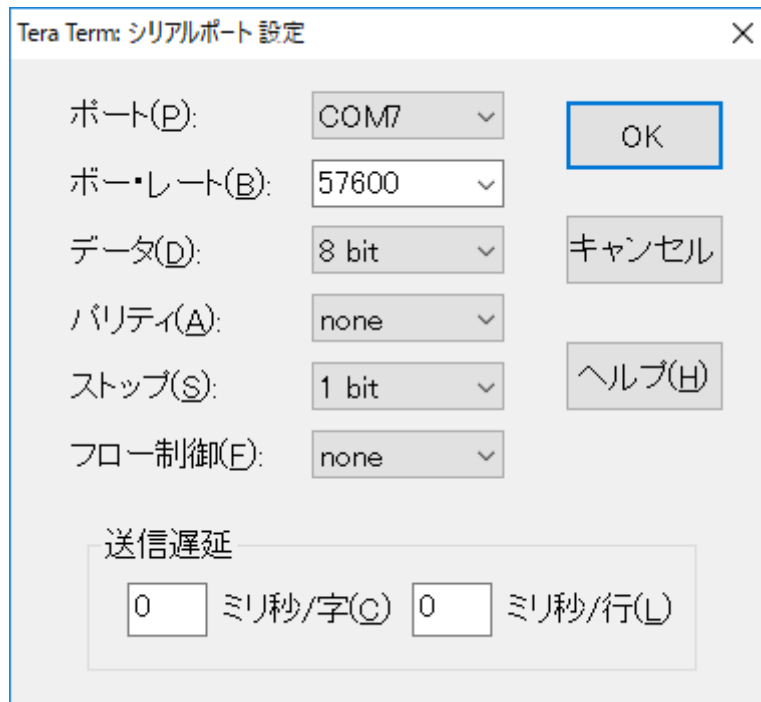 Tera Term: シリアルポート 設定
ポート(P): COM7
OK
ボー・レート(B): 57600
データ(D): 8 bit
キャンセル
パリティ(A): none
ストップ(S): 1 bit
ヘルプ(H)
フロー制御(F): none
送信遅延
0 ミリ秒/字(C) 0 ミリ秒/行(L)